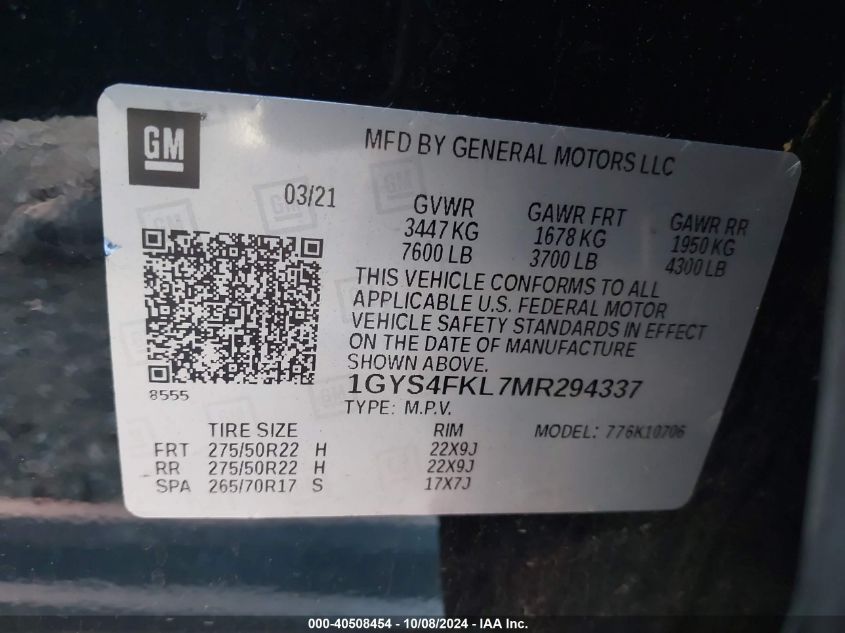 GM
MFD BY GENERAL MOTORS LLC
03/21
GVWR
3447 KG
7600 LB
GAWR FRT
1678 KG
3700 LB
GAWR RR
1950 KG
4300 LB
THIS VEHICLE CONFORMS TO ALL
APPLICABLE U.S. FEDERAL MOTOR
VEHICLE SAFETY STANDARDS IN EFFECT
ON THE DATE OF MANUFACTURE
SHOWN ABOVE.
8555
1GYS4FKL7MR294337
TYPE: M.P.V.
MODEL: 776K10706
TIRE SIZE RIM
FRT 275/50R22 H 22X9J
RR 275/50R22 H 22X9J
SPA 265/70R17 S 17X7J
000-40508454 - 10/08/2024 - IAA Inc.